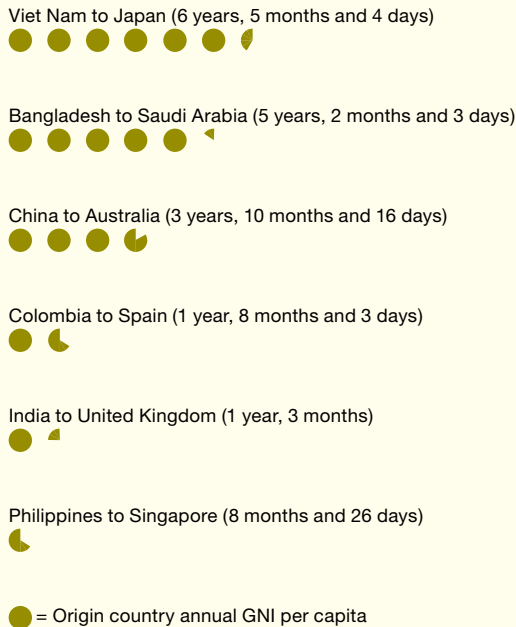 Viet Nam to Japan (6 years, 5 months and 4 days)
Bangladesh to Saudi Arabia (5 years, 2 months and 3 days)
China to Australia (3 years, 10 months and 16 days)
Colombia to Spain (1 year, 8 months and 3 days)
India to United Kingdom (1 year, 3 months)
Philippines to Singapore (8 months and 26 days)
= Origin country annual GNI per capita